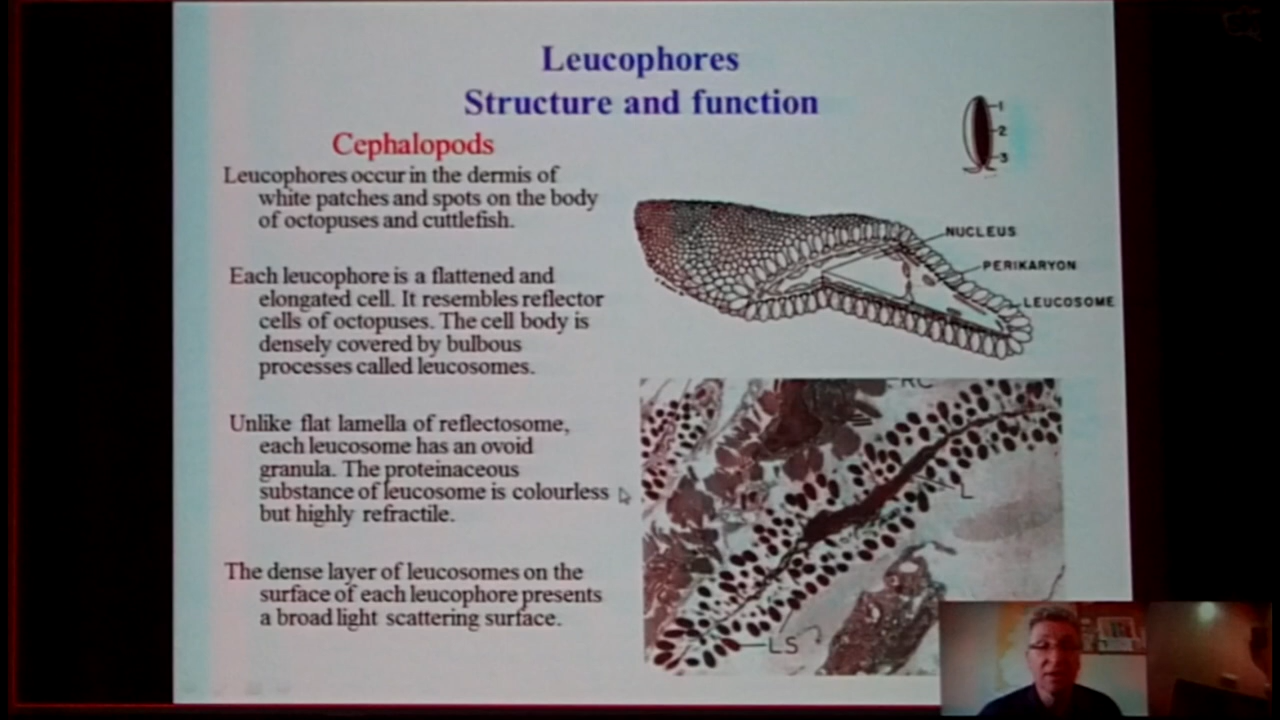 Leucophores
Structure and function
Cephalopods
Leucophores occur in the dermis of
white patches and spots on the body
of octopuses and cuttlefish.
Each leucophore is a flattened and
elongated cell. It resembles reflector
cells of octopuses. The cell body is
densely covered by bulbous
processes called leucosomes.
Unlike flat lamella of reflectosome,
each leucosome has an ovoid
granula. The proteinaceous
substance of leucosome is colourless
but highly refractile.
The dense layer of leucosomes on the
surface of each leucophore presents
a broad light scattering surface.
1
2
3
NUCLEUS
PERIKARYON
LEUCOSOME
RC
L
LS